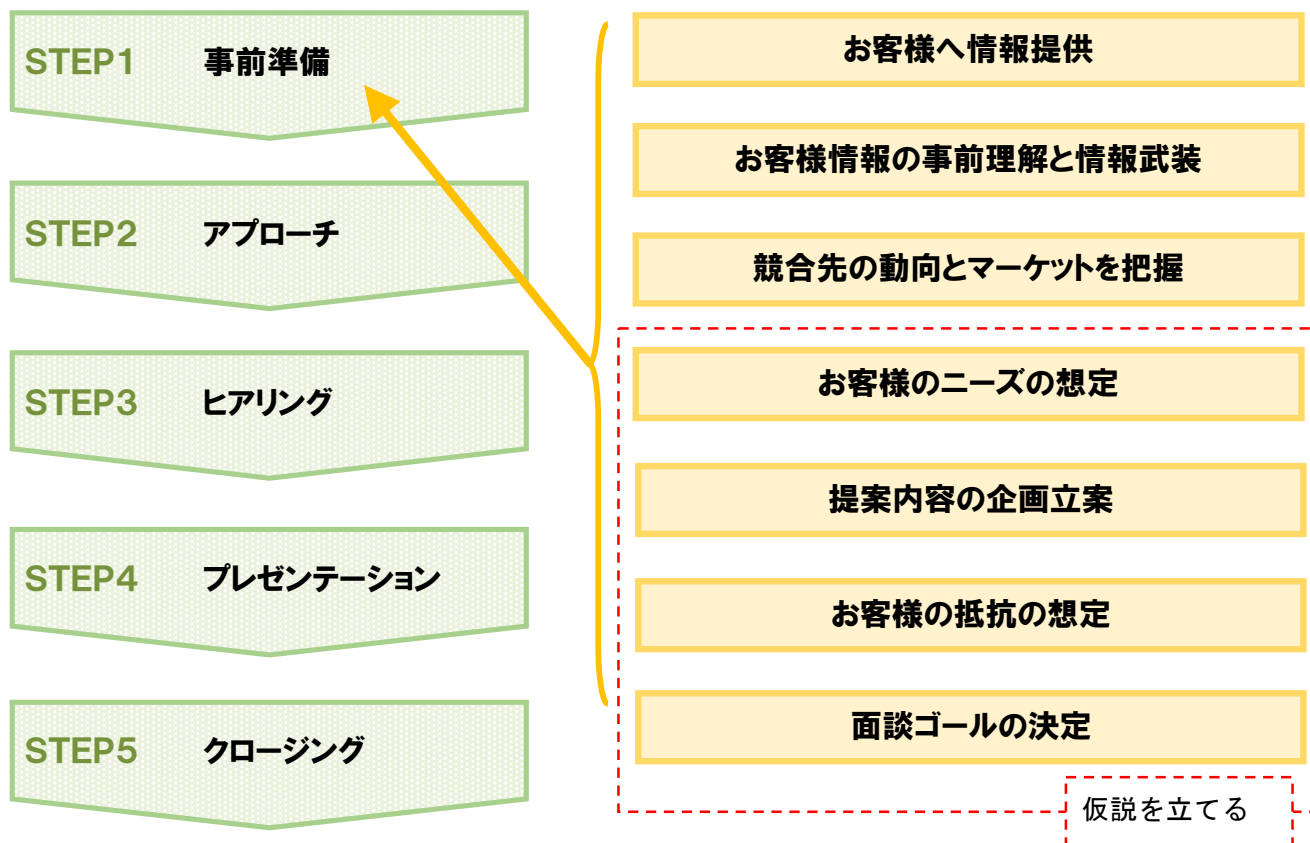 STEP1 事前準備
STEP2 アプローチ
STEP3 ヒアリング
STEP4 プレゼンテーション
STEP5 クロージング
お客様へ情報提供
お客様情報の事前理解と情報武装
競合先の動向とマーケットを把握
お客様のニーズの想定
提案内容の企画立案
お客様の抵抗の想定
面談ゴールの決定
仮説を立てる